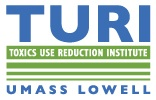 TURI
TOXICS USE REDUCTION INSTITUTE
UMASS LOWELL